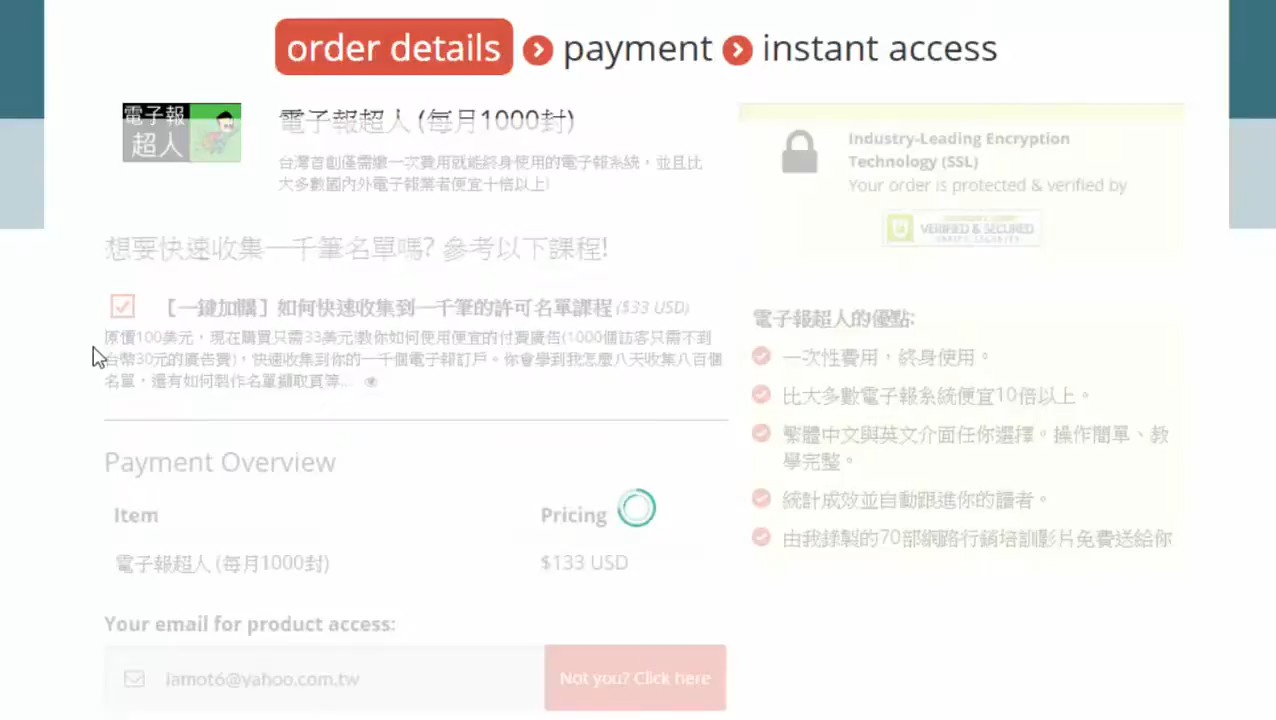 order details
payment
instant access
電子報
超人
電子報超人 (每月1000封)
台灣首創僅需繳一次費用就能終身使用的電子報系統，並且比
大多數國內外電子報業者便宜十倍以上!
想要快速收集一千筆名單嗎? 參考以下課程!
【一鍵加購】如何快速收集到一千筆的許可名單課程 ($33 USD)
原價100美元，現在購買只需33美元!教你如何使用便宜的付費廣告(1000個訪客只需不到
台幣30元的廣告費)，快速收集到你的一千個電子報訂戶。你會學到我怎麼八天收集八百個
名單，還有如何製作名單擷取頁等...
Payment Overview
Item Pricing
電子報超人 (每月1000封) $133 USD
Your email for product access:
iamot6@yahoo.com.tw
Not you? Click here
Industry-Leading Encryption
Technology (SSL)
Your order is protected & verified by
VERIFIED & SECURED
電子報超人的優點:
一次性費用，終身使用。
比大多數電子報系統便宜10倍以上。
繁體中文與英文介面任你選擇。操作簡單、教
學完整。
統計成效並自動跟進你的讀者。
由我錄製的70部網路行銷培訓影片免費送給你